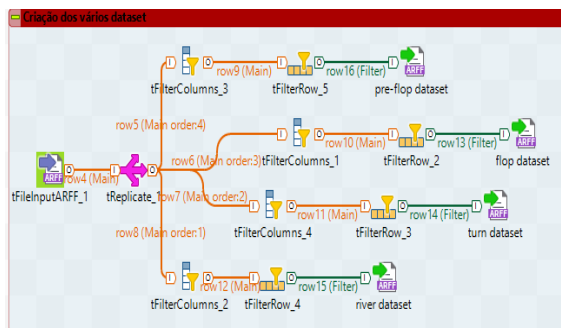 Criação dos vários dataset
row9 (Main)
row16 (Filter)
tFilterColumns_3
tFilterRow_5
pre-flop dataset
row5 (Main order:4)
row6 (Main order:3)
row10 (Main)
row13 (Filter)
tFilterColumns_1
tFilterRow_2
flop dataset
ARFF
row4 (Main)
tFileInputARFF_1
tReplicate_1
row7 (Main order:2)
row11 (Main)
row14 (Filter)
tFilterColumns_4
tFilterRow_3
turn dataset
row8 (Main order:1)
row12 (Main)
row15 (Filter)
tFilterColumns_2
tFilterRow_4
river dataset